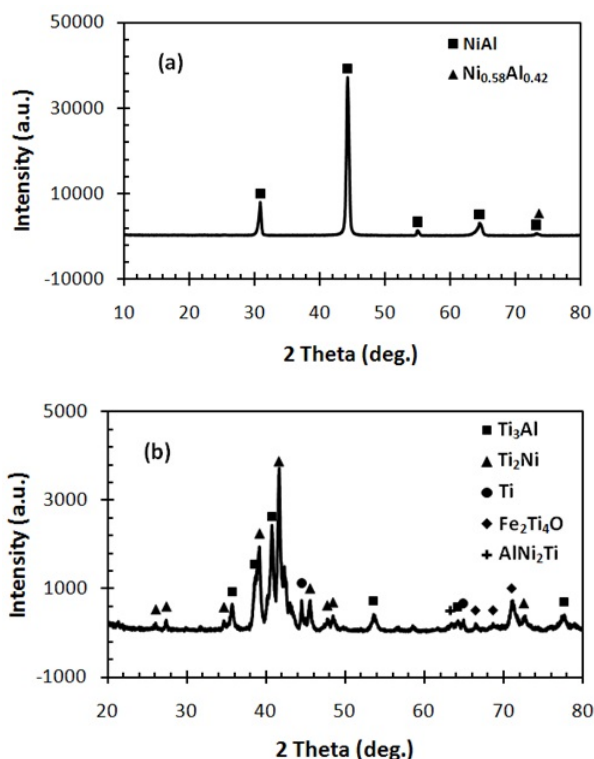 50000
(a)
■ NiAl
▲ Ni₀.₅₈Al₀.₄₂
Intensity (a.u.)
30000
10000
-10000
10 20 30 40 50 60 70 80
2 Theta (deg.)
5000
(b)
■ Ti₃Al
▲ Ti₂Ni
● Ti
◆ Fe₂Ti₄O
+ AlNi₂Ti
Intensity (a.u.)
3000
1000
-1000
20 30 40 50 60 70 80
2 Theta (deg.)